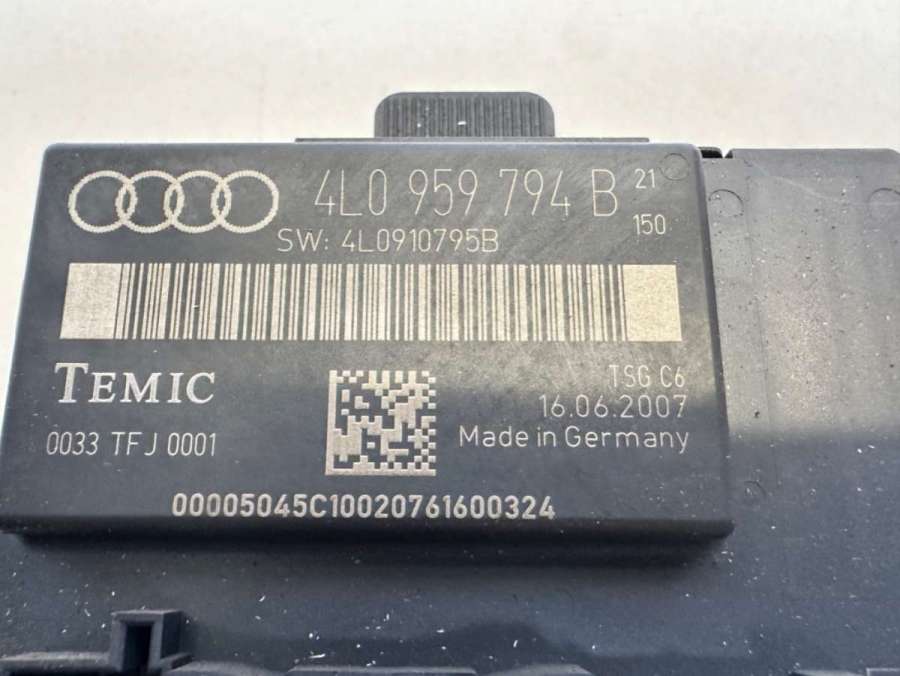 4L0 959 794 B 21
150
SW: 4L0910795B
TEMIC
TSG C6
16.06.2007
0033 TFJ 0001
Made in Germany
00005045C10020761600324